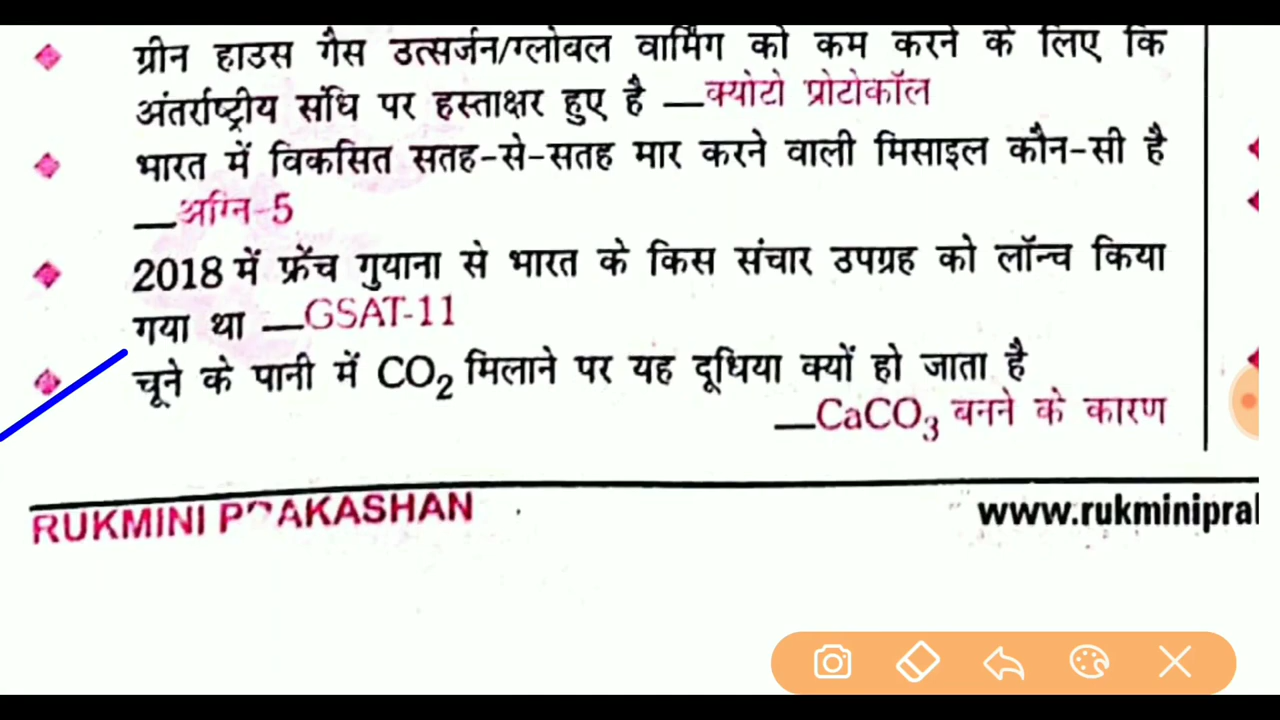 ग्रीन हाउस गैस उत्सर्जन/ग्लोबल वार्मिंग को कम करने के लिए कि
अंतर्राष्ट्रीय संधि पर हस्ताक्षर हुए है —क्योटो प्रोटोकॉल
भारत में विकसित सतह-से-सतह मार करने वाली मिसाइल कौन-सी है
—अग्नि-5
2018 में फ्रेंच गुयाना से भारत के किस संचार उपग्रह को लॉन्च किया
गया था —GSAT-11
चूने के पानी में CO₂ मिलाने पर यह दूधिया क्यों हो जाता है
—CaCO₃ बनने के कारण
RUKMINI PRAKASHAN
www.rukminipra